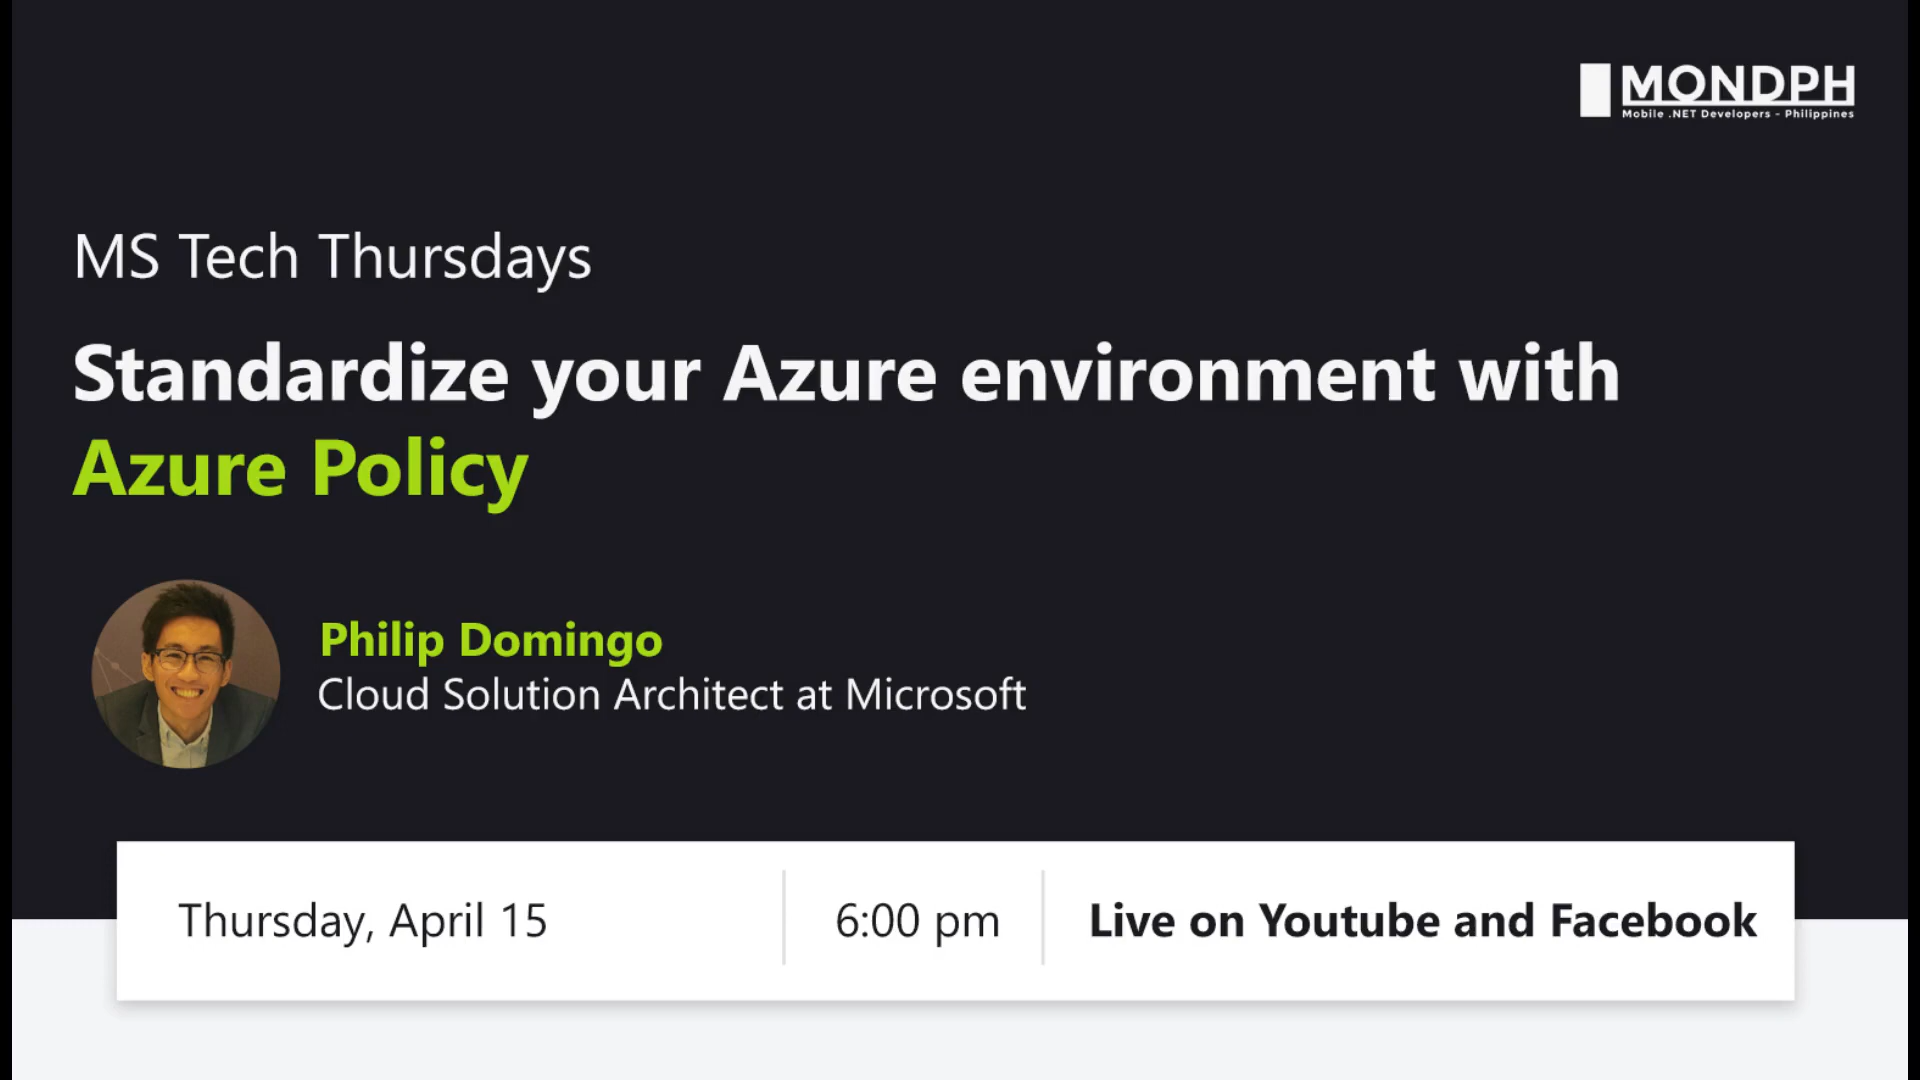 MONDPH
Mobile .NET Developers - Philippines
MS Tech Thursdays
Standardize your Azure environment with
Azure Policy
Philip Domingo
Cloud Solution Architect at Microsoft
Thursday, April 15
6:00 pm
Live on Youtube and Facebook